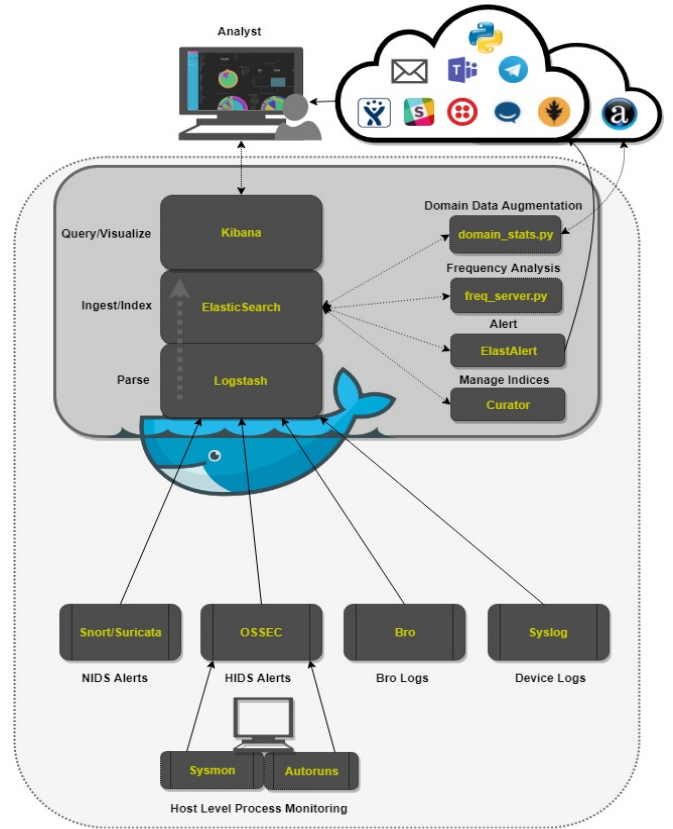 Analyst
Query/Visualize
Kibana
Ingest/Index
ElasticSearch
Parse
Logstash
Domain Data Augmentation
domain_stats.py
Frequency Analysis
freq_server.py
Alert
ElastAlert
Manage Indices
Curator
Snort/Suricata
OSSEC
Bro
Syslog
NIDS Alerts
HIDS Alerts
Bro Logs
Device Logs
Sysmon
Autoruns
Host Level Process Monitoring